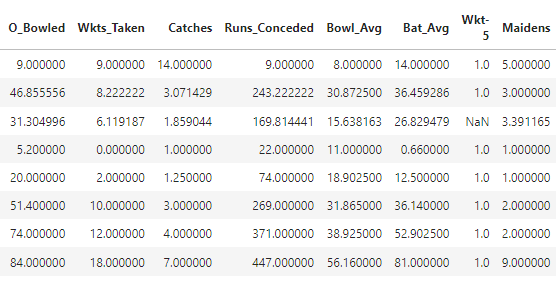 O_Bowled Wkts_Taken Catches Runs_Conceded Bowl_Avg Bat_Avg Wkt-5 Maidens
9.000000 9.000000 14.000000 9.000000 8.000000 14.000000 1.0 5.000000
46.855556 8.222222 3.071429 243.222222 30.872500 36.459286 1.0 3.000000
31.304996 6.119187 1.859044 169.814441 15.638163 26.829479 NaN 3.391165
5.200000 0.000000 1.000000 22.000000 11.000000 0.660000 1.0 1.000000
20.000000 2.000000 1.250000 74.000000 18.902500 12.500000 1.0 1.000000
51.400000 10.000000 3.000000 269.000000 31.865000 36.140000 1.0 2.000000
74.000000 12.000000 4.000000 371.000000 38.925000 52.902500 1.0 2.000000
84.000000 18.000000 7.000000 447.000000 56.160000 81.000000 1.0 9.000000